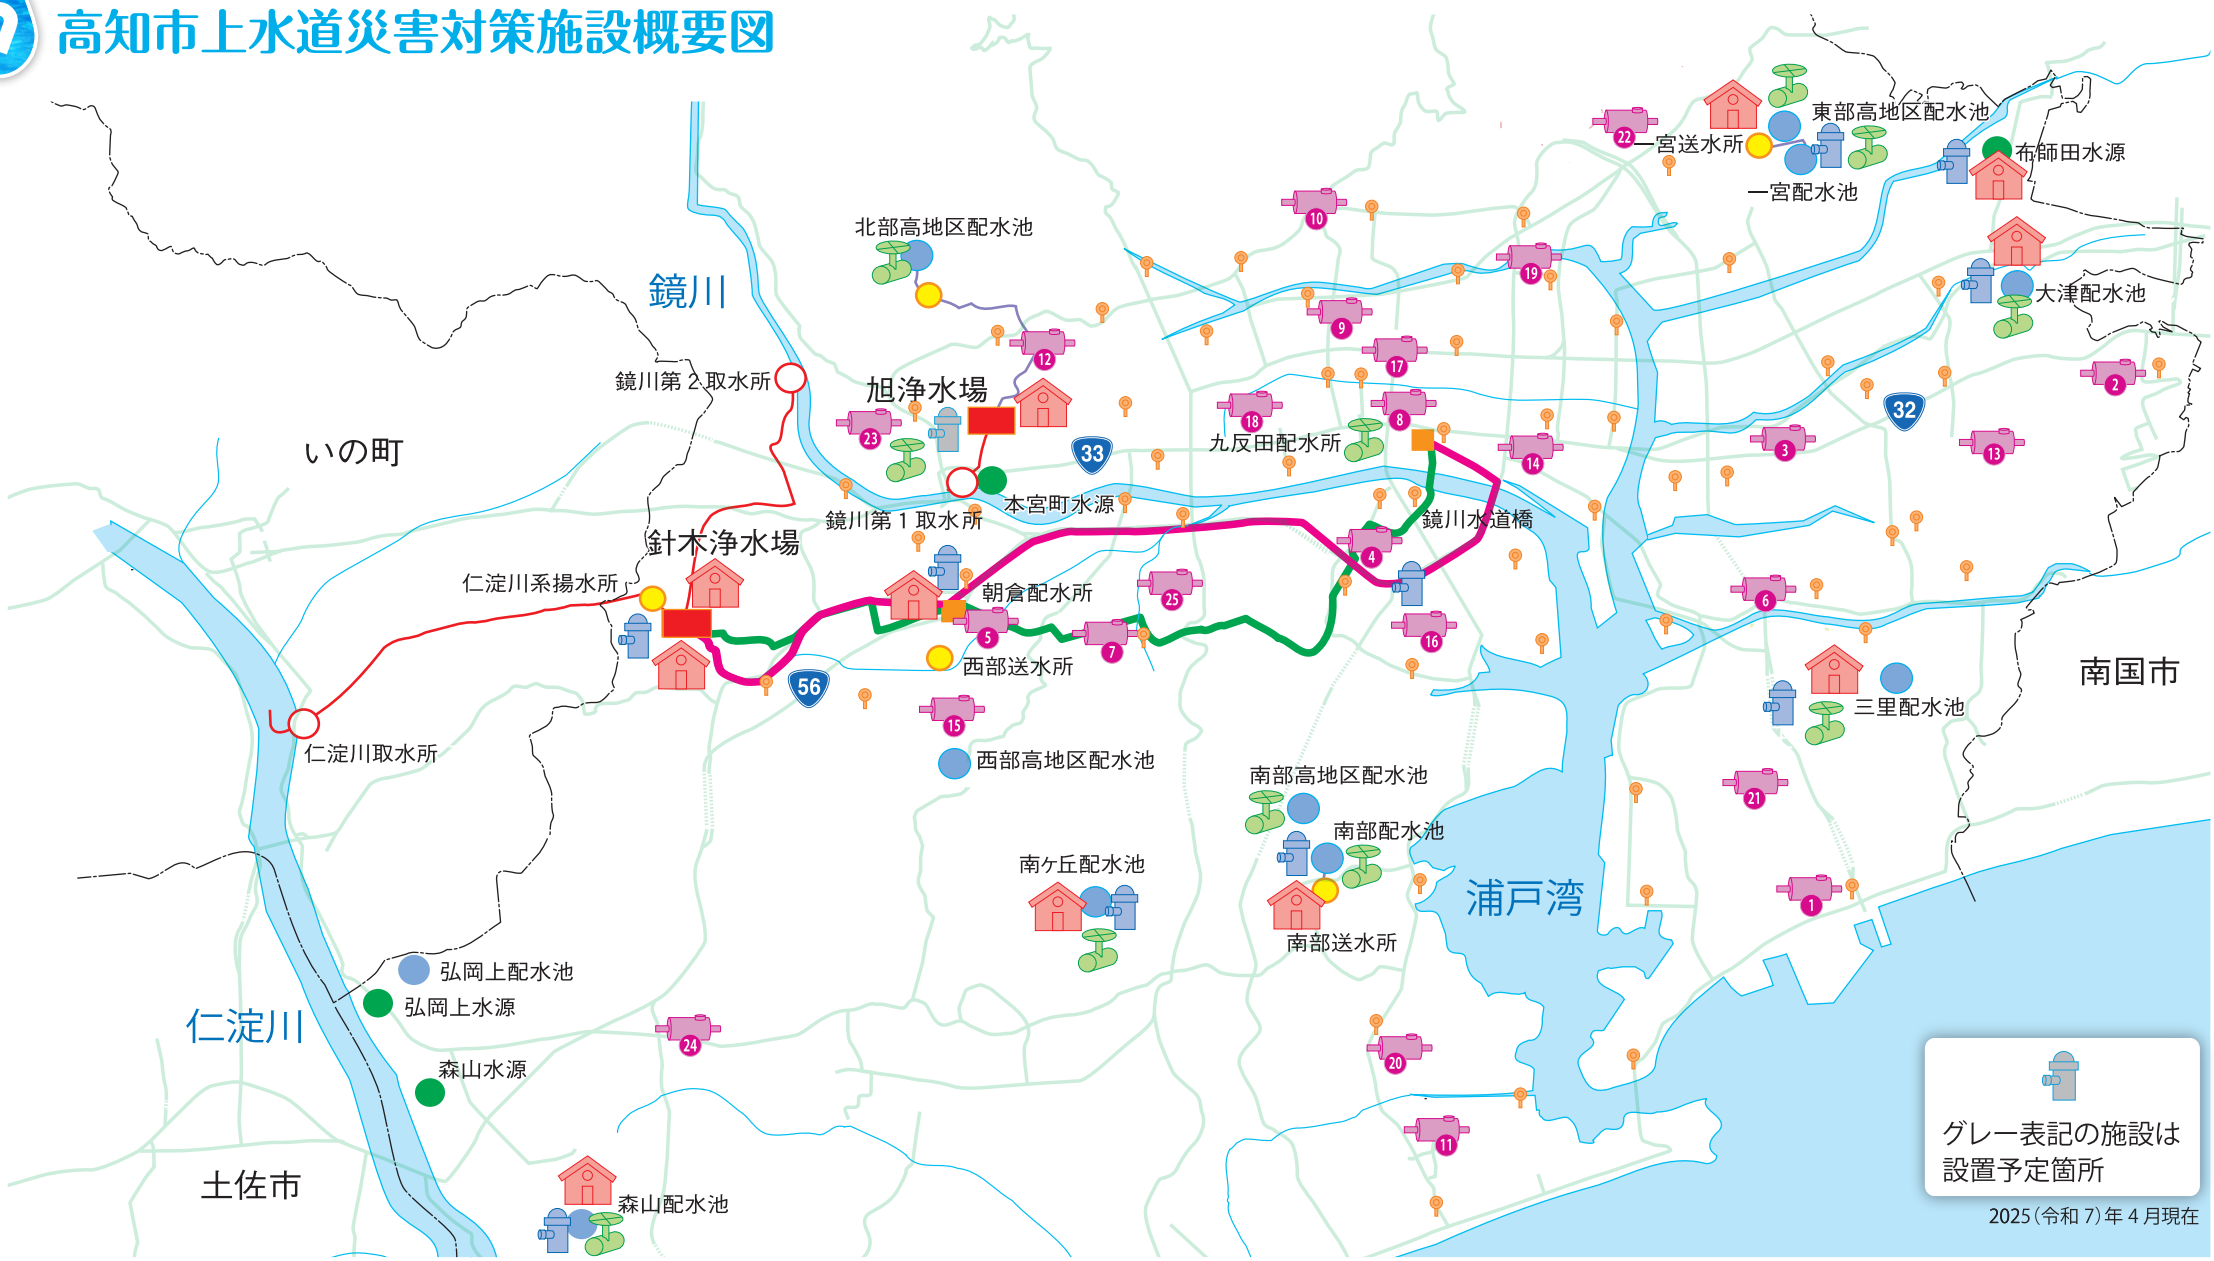 高知市上水道災害対策施設概要図
東部高地区配水池
22
一宮送水所
布師田水源
一宮配水池
10
北部高地区配水池
19
鏡川
大津配水池
9
12
17
鏡川第2取水所
旭浄水場
2
18
8
32
23
九反田配水所
いの町
33
14
3
13
本宮町水源
鏡川第1取水所
鏡川水道橋
針木浄水場
4
仁淀川系揚水所
朝倉配水所
25
6
5
7
16
西部送水所
56
南国市
三里配水池
15
仁淀川取水所
西部高地区配水池
南部高地区配水池
21
南部配水池
南ヶ丘配水池
浦戸湾
1
南部送水所
弘岡上配水池
弘岡上水源
仁淀川
24
20
森山水源
11
グレー表記の施設は
設置予定箇所
土佐市
森山配水池
2025(令和7)年4月現在